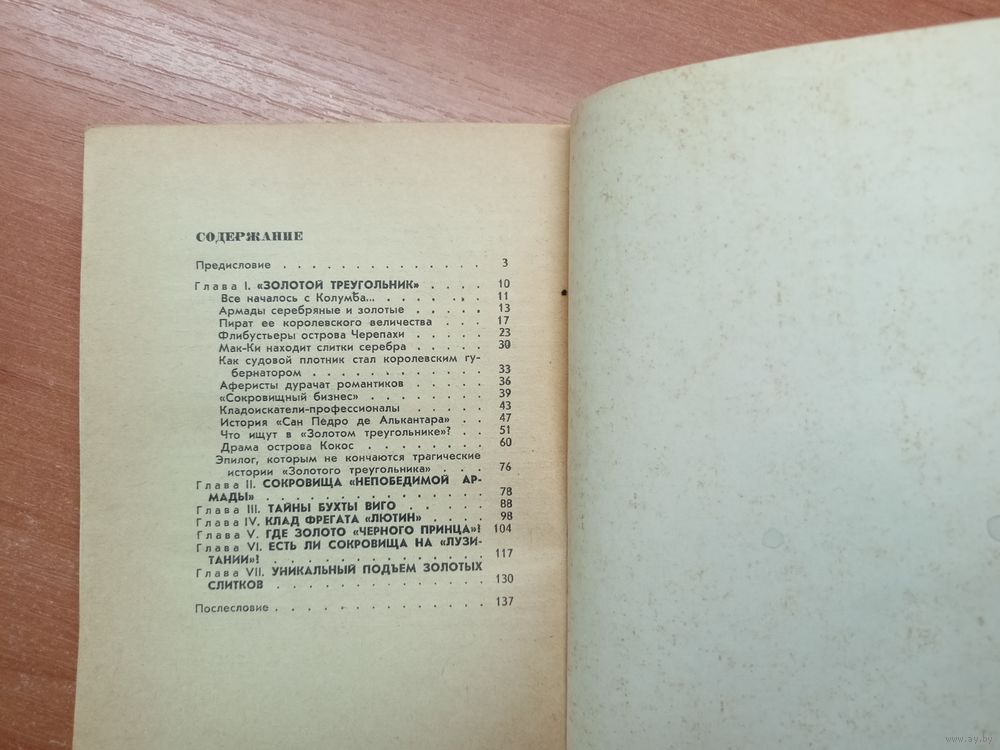 СОДЕРЖАНИЕ
Предисловие . . . . . . . . . . . . . . 3
Глава I. «ЗОЛОТОЙ ТРЕУГОЛЬНИК» . . . . 10
Все началось с Колумба... . . . . . . 11
Армады серебряные и золотые . . . . . 13
Пират ее королевского величества . . . 17
Флибустьеры острова Черепахи . . . . . 23
Мак-Ки находит слитки серебра . . . . . 30
Как судовой плотник стал королевским гу-
бернатором . . . . . . . . . . . . 33
Аферисты дурачат романтиков . . . . . 36
«Сокровищный бизнес» . . . . . . . . 39
Кладоискатели-профессионалы . . . . . 43
История «Сан Педро де Алькантара» . . 47
Что ищут в «Золотом треугольнике»? . . 51
Драма острова Кокос . . . . . . . . 60
Эпилог, которым не кончаются трагические
истории «Золотого треугольника» . . . 76
Глава II. СОКРОВИЩА «НЕПОБЕДИМОЙ АР-
МАДЫ» . . . . . . . . . . . . . . 78
Глава III. ТАЙНЫ БУХТЫ ВИГО . . . . . . 88
Глава IV. КЛАД ФРЕГАТА «ЛЮТИН» . . . . 98
Глава V. ГДЕ ЗОЛОТО «ЧЕРНОГО ПРИНЦА»? 104
Глава VI. ЕСТЬ ЛИ СОКРОВИЩА НА «ЛУЗИ-
ТАНИИ»? . . . . . . . . . . . . . 117
Глава VII. УНИКАЛЬНЫЙ ПОДЪЕМ ЗОЛОТЫХ
СЛИТКОВ . . . . . . . . . . . . . 130
Послесловие . . . . . . . . . . . . . . 137
www.ay.by